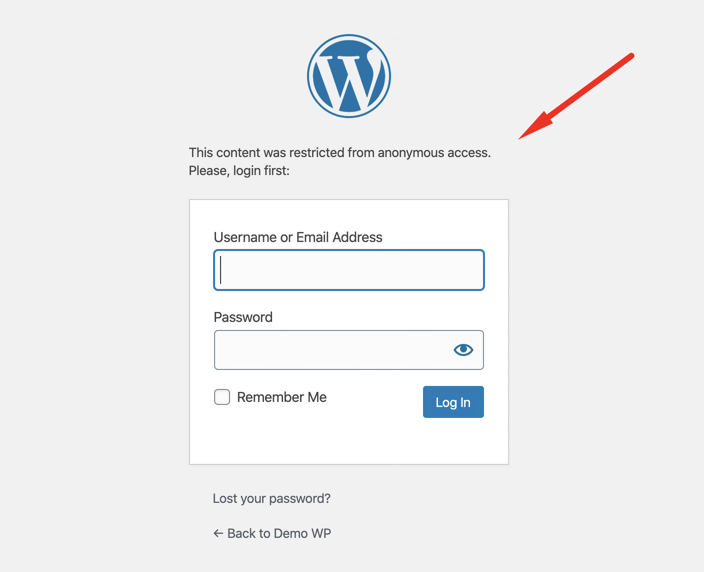 This content was restricted from anonymous access.
Please, login first:
Username or Email Address
Password
Remember Me
Log In
Lost your password?
← Back to Demo WP